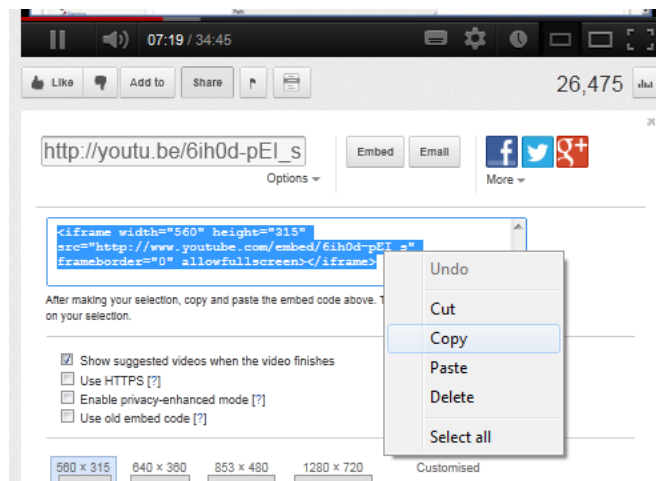 07:19 / 34:45
Like
Add to
Share
26,475
http://youtu.be/6ih0d-pEI_s
Embed
Email
Options
More
<iframe width="560" height="315"
src="http://www.youtube.com/embed/6ih0d-pEI_s"
frameborder="0" allowfullscreen></iframe>
After making your selection, copy and paste the embed code above. T
on your selection.
Undo
Cut
Copy
Paste
Delete
Select all
Show suggested videos when the video finishes
Use HTTPS [?]
Enable privacy-enhanced mode [?]
Use old embed code [?]
560 × 315 640 × 360 853 × 480 1280 × 720 Customised